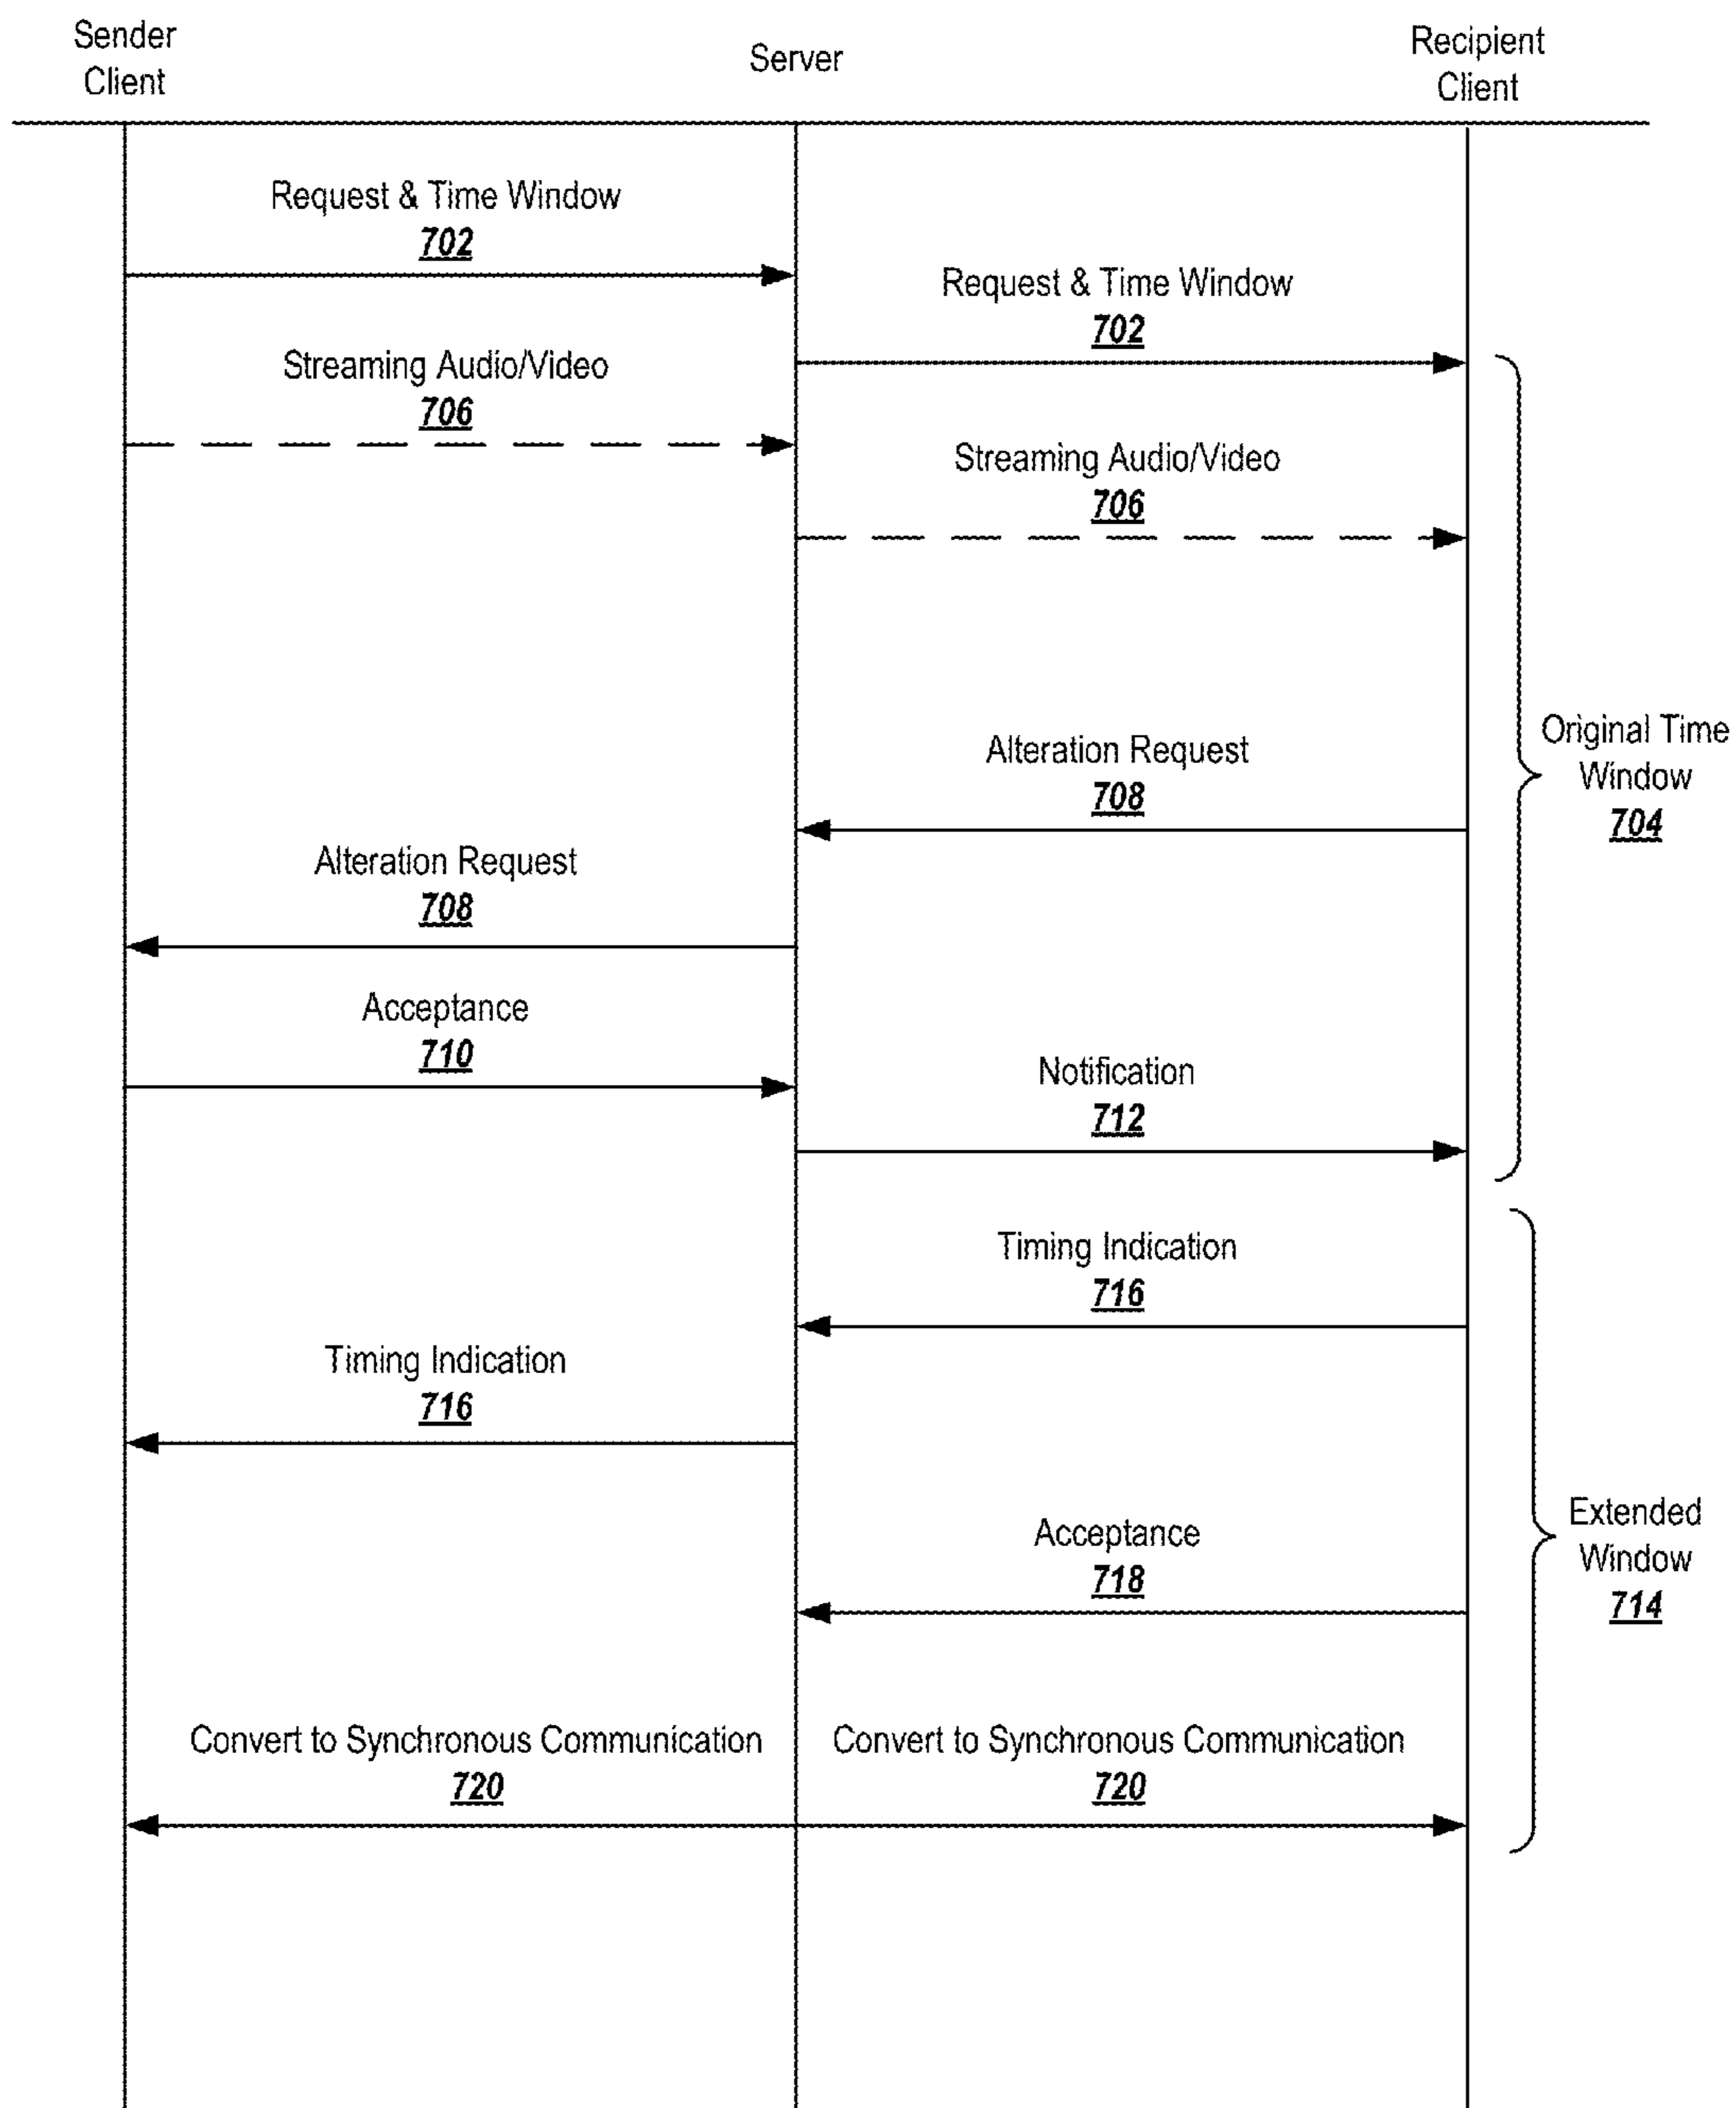 Sender
Client
Server
Recipient
Client
Request & Time Window
702
Request & Time Window
702
Streaming Audio/Video
706
Streaming Audio/Video
706
Original Time
Window
704
Alteration Request
708
Alteration Request
708
Acceptance
710
Notification
712
Timing Indication
716
Timing Indication
716
Extended
Window
714
Acceptance
718
Convert to Synchronous Communication
720
Convert to Synchronous Communication
720